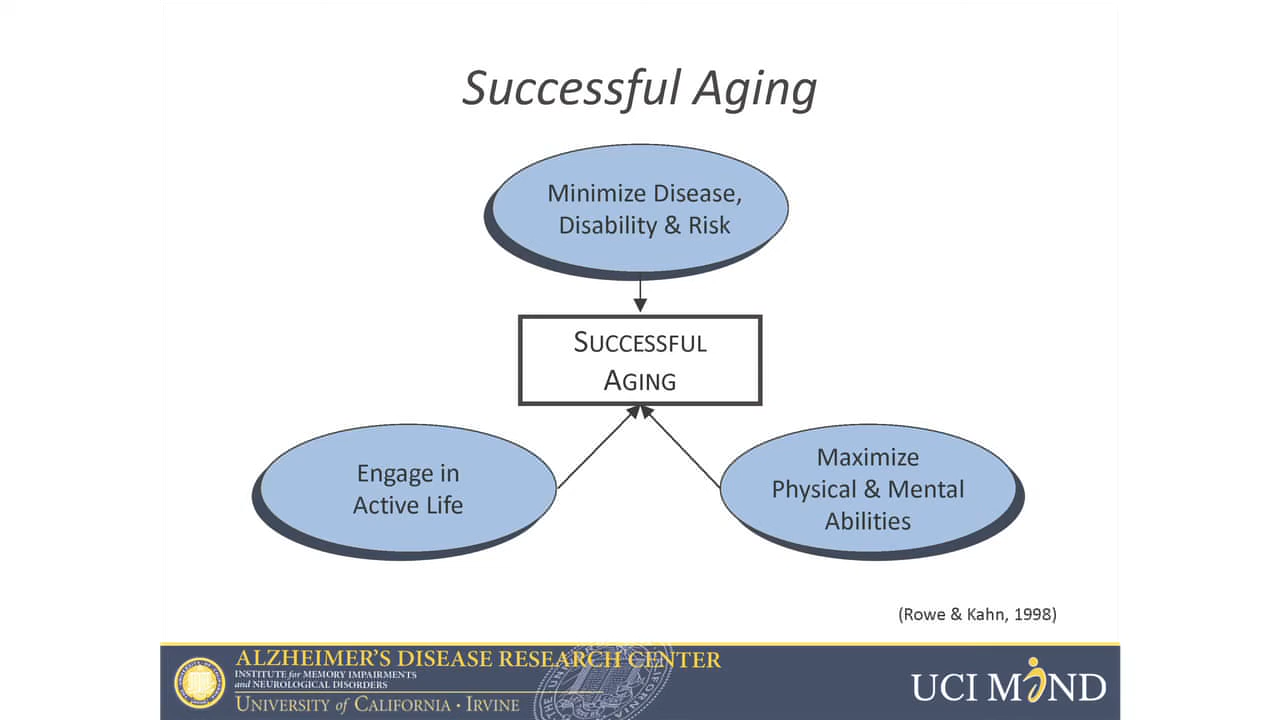 Successful Aging
Minimize Disease,
Disability & Risk
SUCCESSFUL
AGING
Engage in
Active Life
Maximize
Physical & Mental
Abilities
(Rowe & Kahn, 1998)
ALZHEIMER'S DISEASE RESEARCH CENTER
INSTITUTE for MEMORY IMPAIRMENTS
and NEUROLOGICAL DISORDERS
UNIVERSITY of CALIFORNIA · IRVINE
UCI MIND